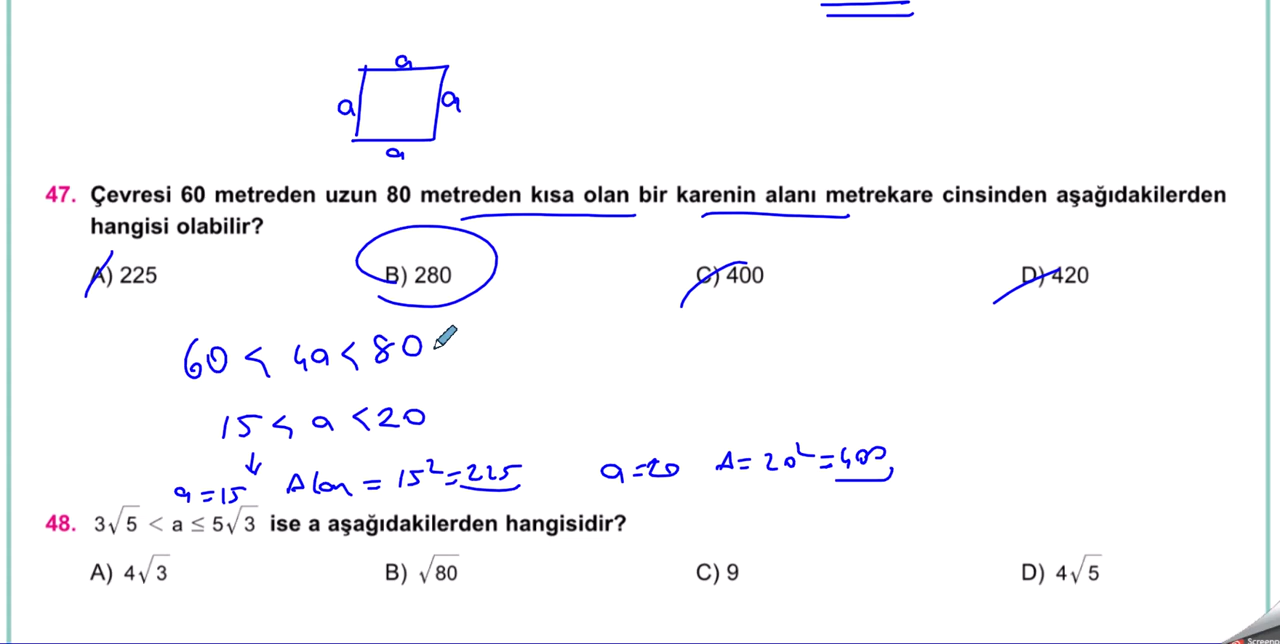 a
a a
a
47. Çevresi 60 metreden uzun 80 metreden kısa olan bir karenin alanı metrekare cinsinden aşağıdakilerden
hangisi olabilir?
A) 225 B) 280 C) 400 D) 420
60 < 4a < 80
15 < a < 20
a = 15 Alan = 15² = 225 a = 20 A = 20² = 400
48. 3√5 < a ≤ 5√3 ise a aşağıdakilerden hangisidir?
A) 4√3 B) √80 C) 9 D) 4√5